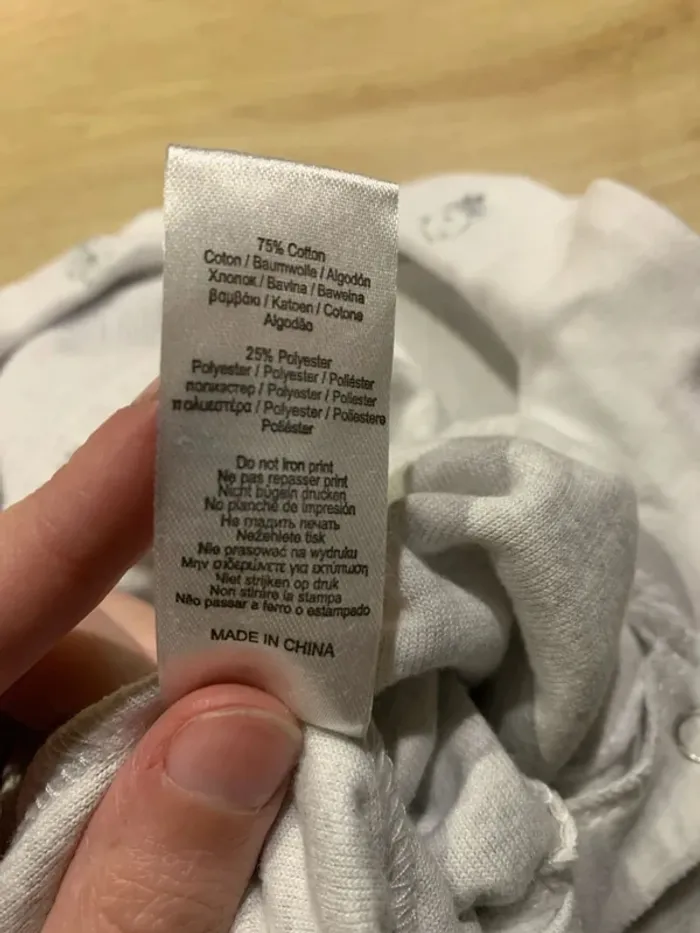 75% Cotton
Coton / Baumwolle / Algodón
Хлопок / Bavlna / Bawełna
βαμβάκι / Katoen / Cotone
Algodão
25% Polyester
Polyester / Polyester / Poliéster
полиэстер / Polyester / Poliester
πολυεστέρα / Polyester / Poliestere
Poliéster
Do not iron print
Ne pas repasser print
Nicht bügeln drucken
No planche de impresión
Не гладить печать
Nežehlete tisk
Nie prasować na wydruku
Μην σιδερώνετε για εκτύπωση
Niet strijken op druk
Non stirare la stampa
Não passar a ferro o estampado
MADE IN CHINA